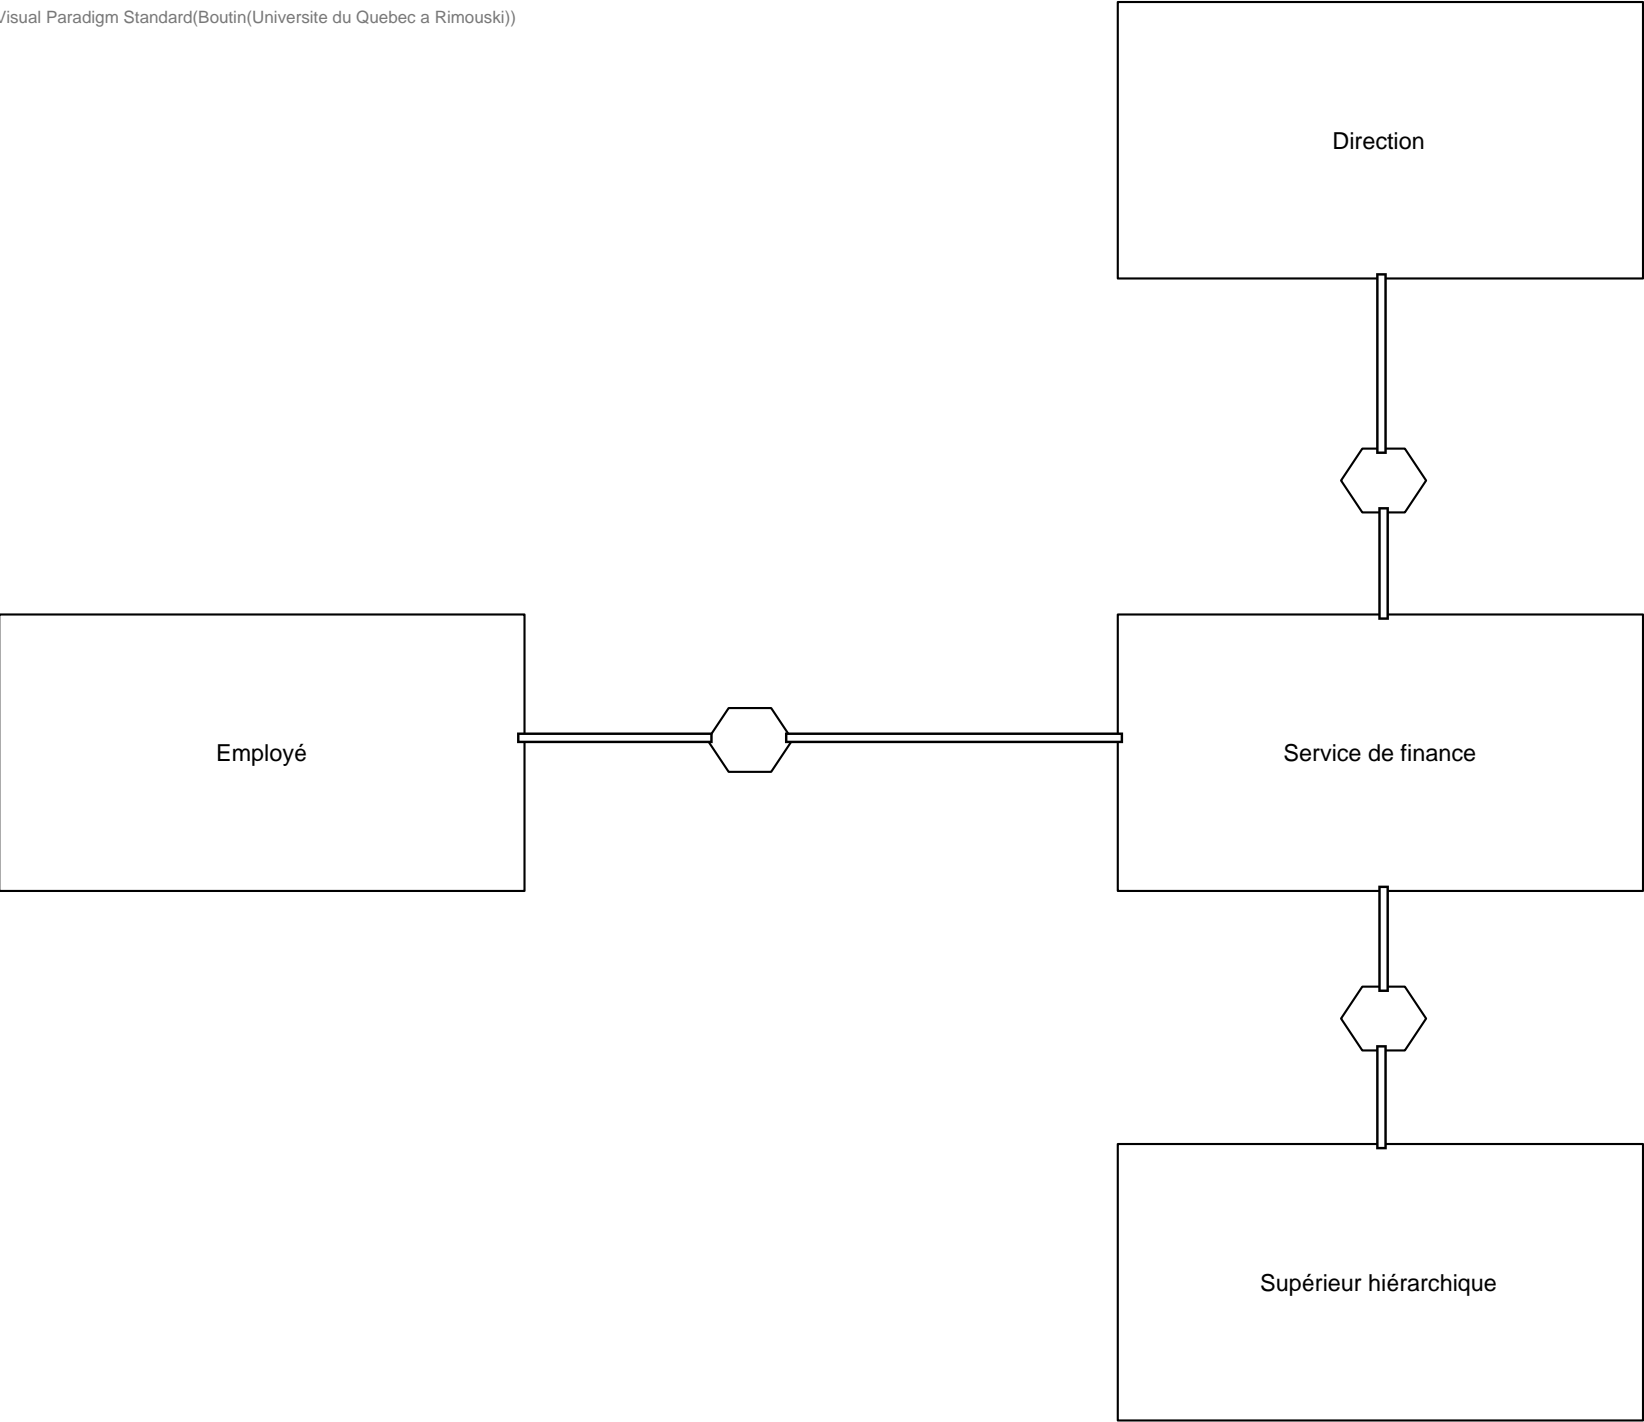 Visual Paradigm Standard(Boutin(Universite du Quebec a Rimouski))
Direction
Employé
Service de finance
Supérieur hiérarchique